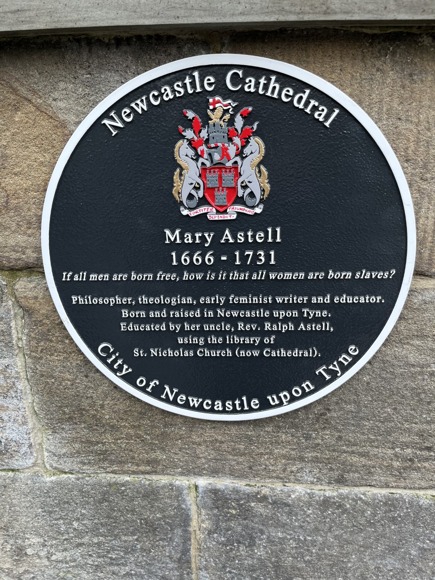 Newcastle Cathedral
Mary Astell
1666 - 1731
If all men are born free, how is it that all women are born slaves?
Philosopher, theologian, early feminist writer and educator.
Born and raised in Newcastle upon Tyne.
Educated by her uncle, Rev. Ralph Astell,
using the library of
St. Nicholas Church (now Cathedral).
City of Newcastle upon Tyne